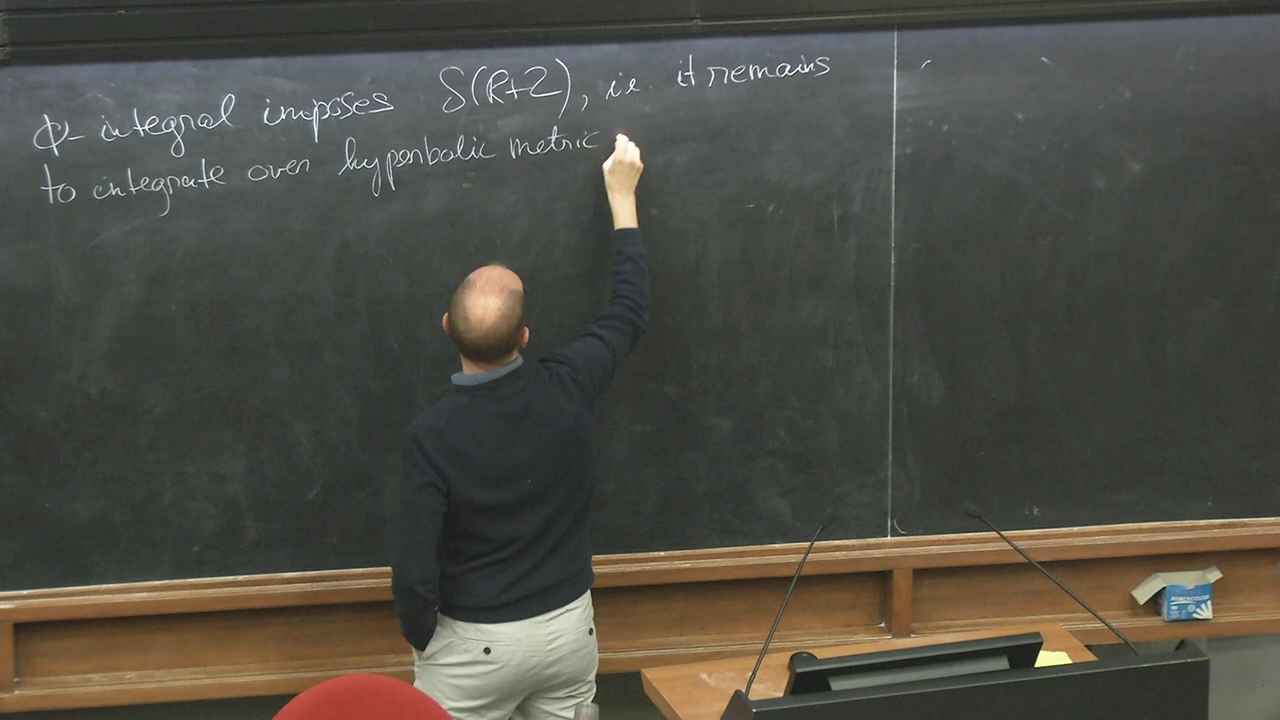 Φ-integral imposes δ(R+2), ie it remains
to integrate over hyperbolic metric